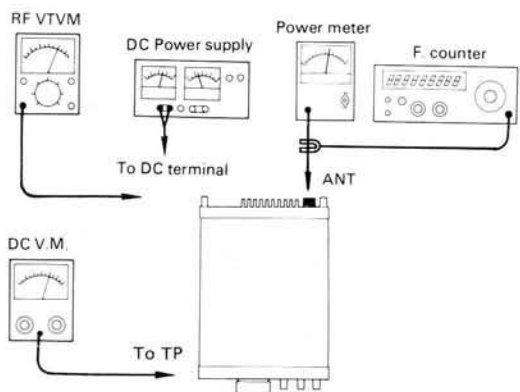 RF VTVM
DC Power supply
Power meter
F. counter
To DC terminal
ANT
DC V.M.
To TP